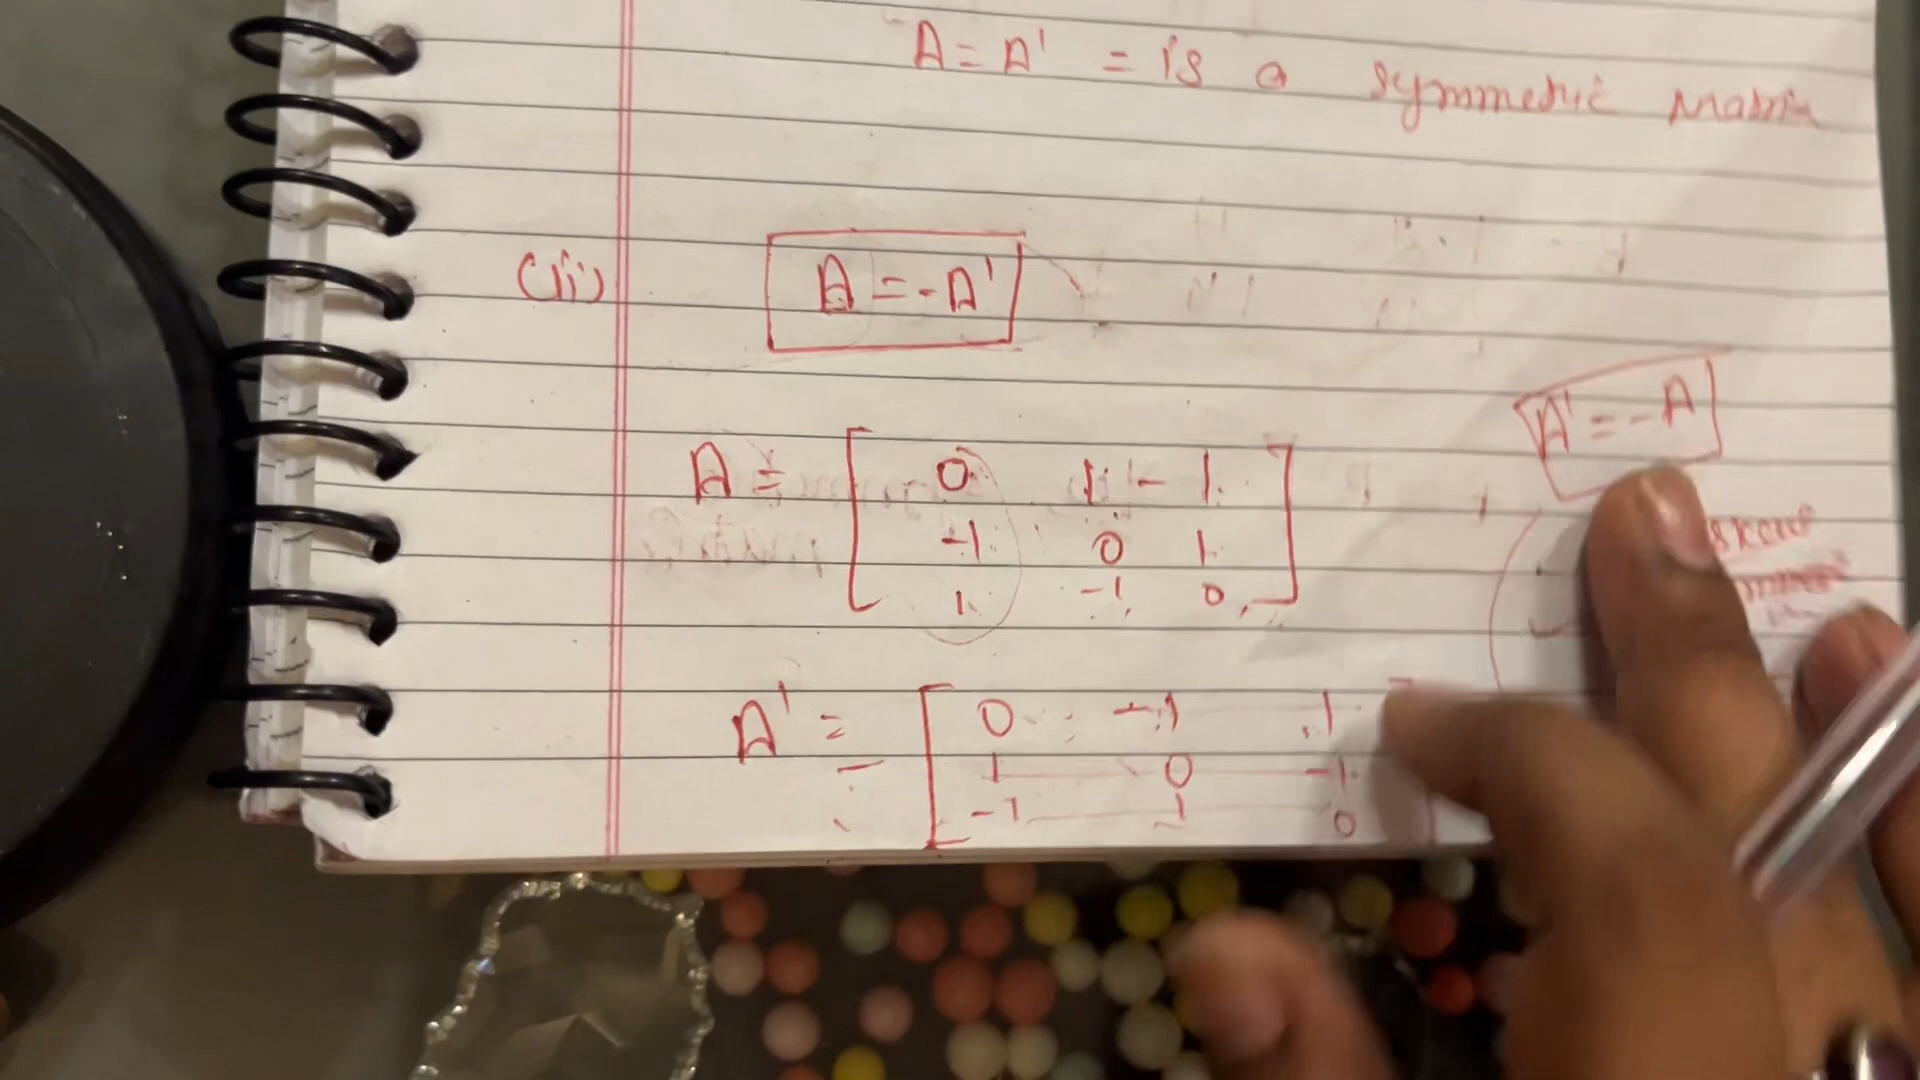 A = A' = is a symmetric Matrix
(ii) A = -A'
A' = -A
A = [ 0 1 -1
-1 0 1
1 -1 0 ]
skew
A' = [ 0 -1 1
1 0 -1
-1 1 0 ]